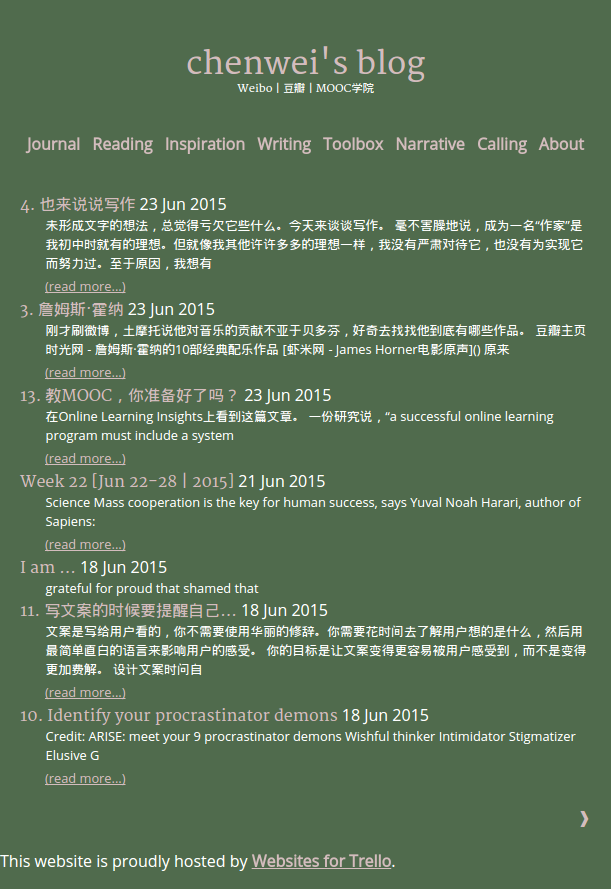 chenwei's blog
Weibo | 豆瓣 | MOOC学院
Journal Reading Inspiration Writing Toolbox Narrative Calling About
4. 也来说说写作 23 Jun 2015
未形成文字的想法，总觉得亏欠它些什么。今天来谈谈写作。 毫不害臊地说，成为一名“作家”是
我初中时就有的理想。但就像我其他许许多多的理想一样，我没有严肃对待它，也没有为实现它
而努力过。至于原因，我想有
(read more...)
3. 詹姆斯·霍纳 23 Jun 2015
刚才刷微博，土摩托说他对音乐的贡献不亚于贝多芬，好奇去找找他到底有哪些作品。 豆瓣主页
时光网 - 詹姆斯·霍纳的10部经典配乐作品 [虾米网 - James Horner电影原声]() 原来
(read more...)
13. 教MOOC，你准备好了吗？ 23 Jun 2015
在Online Learning Insights上看到这篇文章。 一份研究说，“a successful online learning
program must include a system
(read more...)
Week 22 [Jun 22-28 | 2015] 21 Jun 2015
Science Mass cooperation is the key for human success, says Yuval Noah Harari, author of
Sapiens:
(read more...)
I am ... 18 Jun 2015
grateful for proud that shamed that
11. 写文案的时候要提醒自己... 18 Jun 2015
文案是写给用户看的，你不需要使用华丽的修辞。你需要花时间去了解用户想的是什么，然后用
最简单直白的语言来影响用户的感受。 你的目标是让文案变得更容易被用户感受到，而不是变得
更加费解。 设计文案时问自
(read more...)
10. Identify your procrastinator demons 18 Jun 2015
Credit: ARISE: meet your 9 procrastinator demons Wishful thinker Intimidator Stigmatizer
Elusive G
(read more...)
❱
This website is proudly hosted by Websites for Trello.